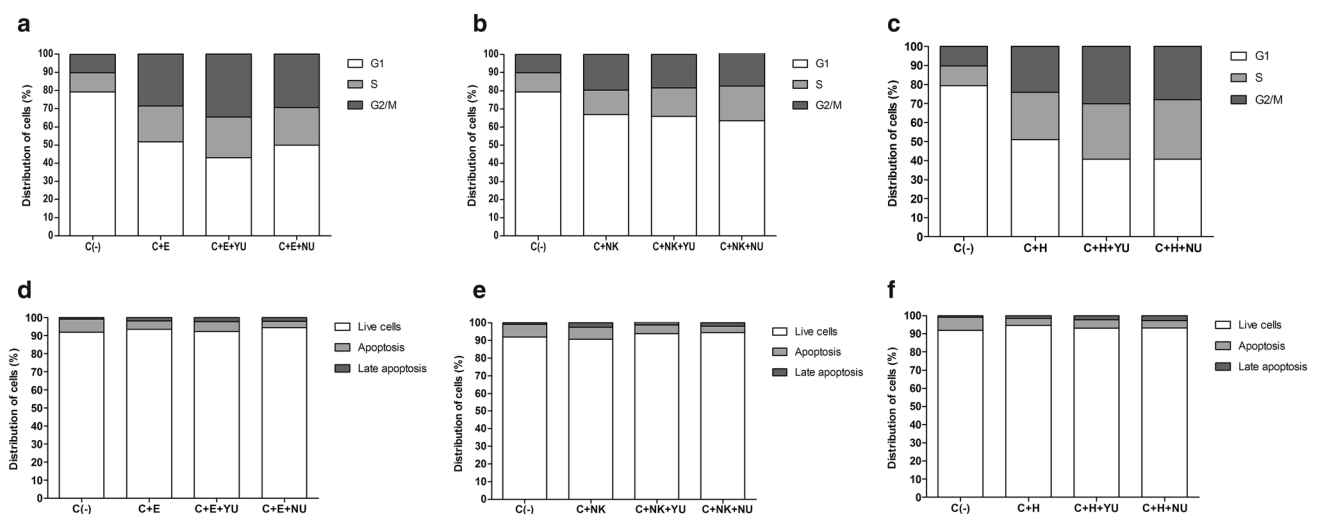 a
Distribution of cells (%)
100
90
80
70
60
50
40
30
20
10
0
C(-) C+E C+E+YU C+E+NU
G1
S
G2/M
b
Distribution of cells (%)
100
90
80
70
60
50
40
30
20
10
0
C(-) C+NK C+NK+YU C+NK+NU
G1
S
G2/M
c
Distribution of cells (%)
100
90
80
70
60
50
40
30
20
10
0
C(-) C+H C+H+YU C+H+NU
G1
S
G2/M
d
Distribution of cells (%)
100
90
80
70
60
50
40
30
20
10
0
C(-) C+E C+E+YU C+E+NU
Live cells
Apoptosis
Late apoptosis
e
Distribution of cells (%)
100
90
80
70
60
50
40
30
20
10
0
C(-) C+NK C+NK+YU C+NK+NU
Live cells
Apoptosis
Late apoptosis
f
Distribution of cells (%)
100
90
80
70
60
50
40
30
20
10
0
C(-) C+H C+H+YU C+H+NU
Live cells
Apoptosis
Late apoptosis